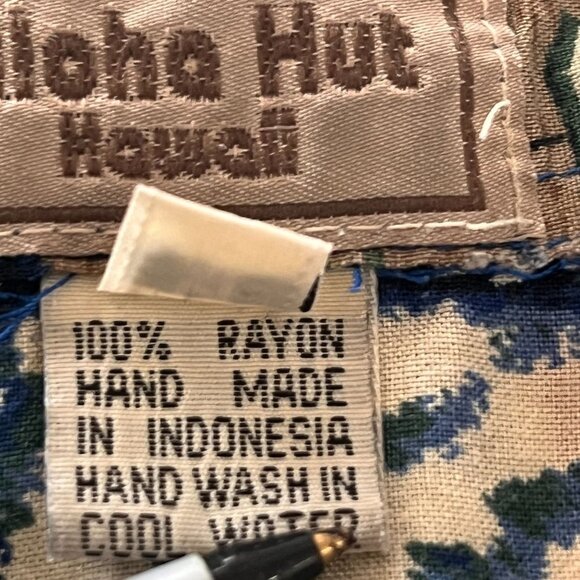 loha Hut
Hawaii
100% RAYON
HAND MADE
IN INDONESIA
HAND WASH IN
COOL WATER